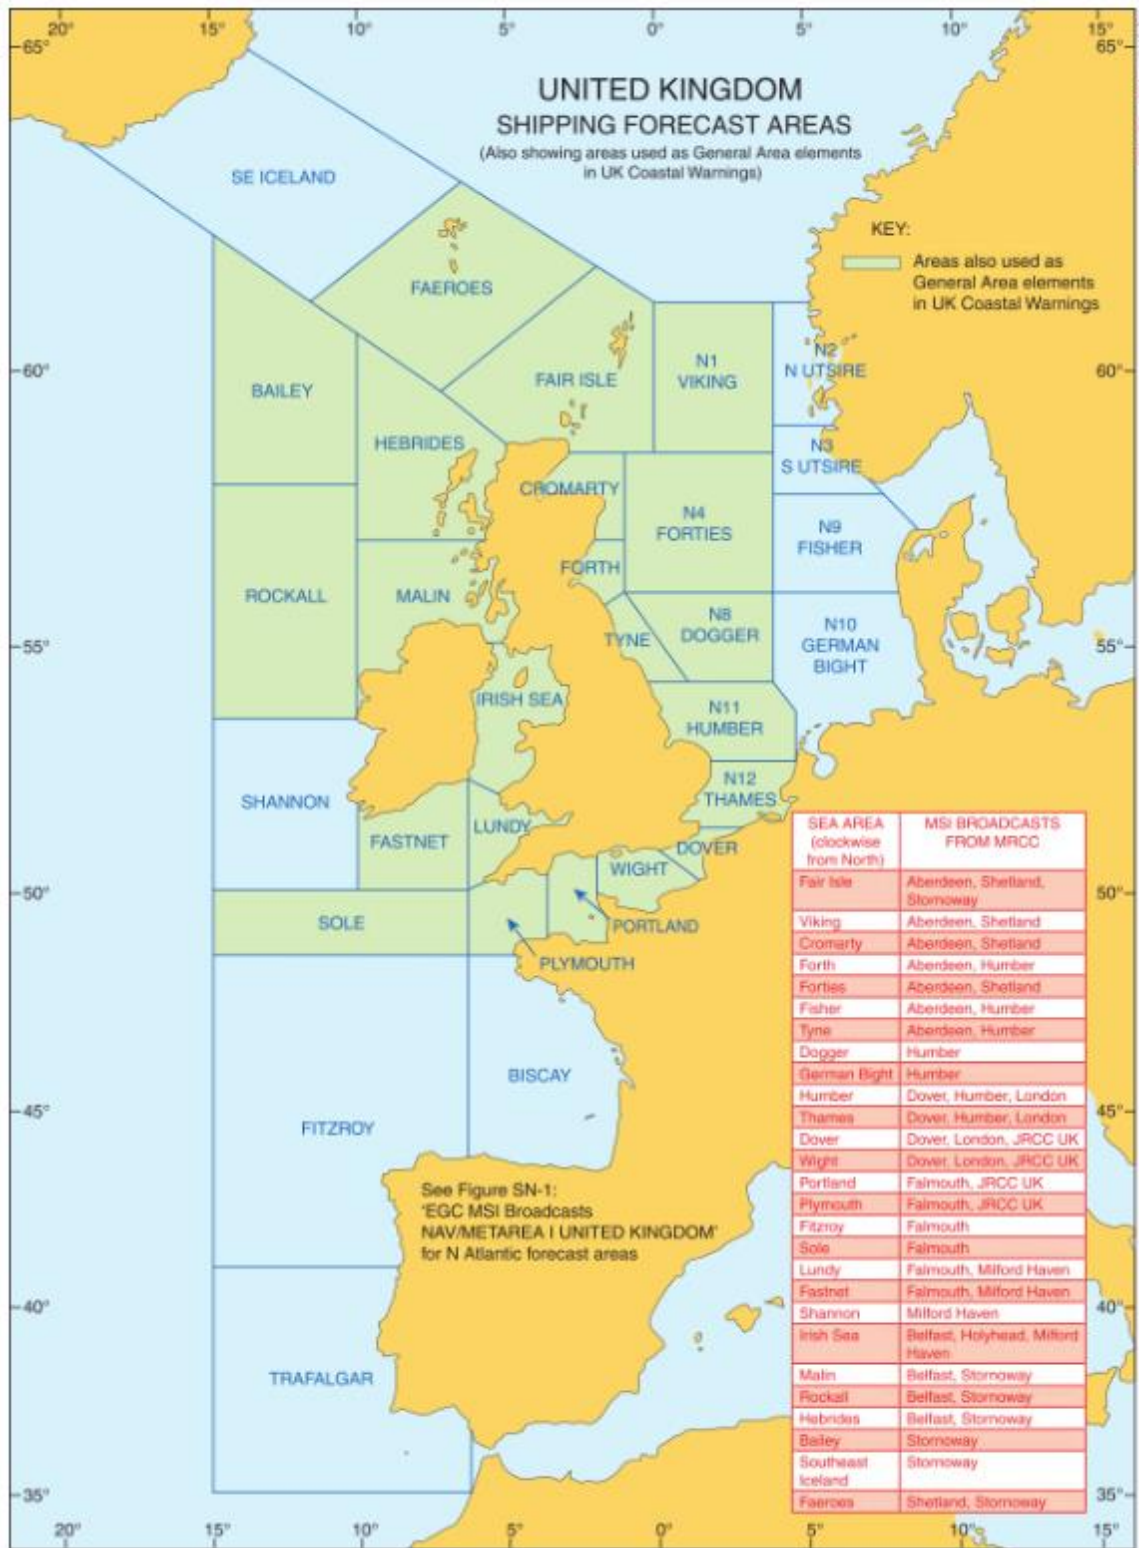 20° 15° 10° 5° 0° 5° 10° 15°
65° 65°
UNITED KINGDOM
SHIPPING FORECAST AREAS
(Also showing areas used as General Area elements
in UK Coastal Warnings)
SE ICELAND
KEY:
Areas also used as
General Area elements
in UK Coastal Warnings
FAEROES
60° 60°
BAILEY
HEBRIDES
FAIR ISLE
N1
VIKING
N2
N UTSIRE
N3
S UTSIRE
CROMARTY
N4
FORTIES
N9
FISHER
ROCKALL
MALIN
FORTH
TYNE
N8
DOGGER
N10
GERMAN
BIGHT
55° 55°
IRISH SEA
N11
HUMBER
N12
THAMES
SHANNON
FASTNET
LUNDY
DOVER
WIGHT
50° 50°
SOLE
PORTLAND
PLYMOUTH
BISCAY
FITZROY
45° 45°
See Figure SN-1:
'EGC MSI Broadcasts
NAV/METAREA I UNITED KINGDOM'
for N Atlantic forecast areas
40° 40°
TRAFALGAR
35° 35°
SEA AREA
(clockwise
from North)
MSI BROADCASTS
FROM MRCC
Fair Isle Aberdeen, Shetland,
Stornoway
Viking Aberdeen, Shetland
Cromarty Aberdeen, Shetland
Forth Aberdeen, Humber
Forties Aberdeen, Shetland
Fisher Aberdeen, Humber
Tyne Aberdeen, Humber
Dogger Humber
German Bight Humber
Humber Dover, Humber, London
Thames Dover, Humber, London
Dover Dover, London, JRCC UK
Wight Dover, London, JRCC UK
Portland Falmouth, JRCC UK
Plymouth Falmouth, JRCC UK
Fitzroy Falmouth
Sole Falmouth
Lundy Falmouth, Milford Haven
Fastnet Falmouth, Milford Haven
Shannon Milford Haven
Irish Sea Belfast, Holyhead, Milford
Haven
Malin Belfast, Stornoway
Rockall Belfast, Stornoway
Hebrides Belfast, Stornoway
Bailey Stornoway
Southeast Stornoway
Iceland
Faeroes Shetland, Stornoway
20° 15° 10° 5° 0° 5° 10° 15°